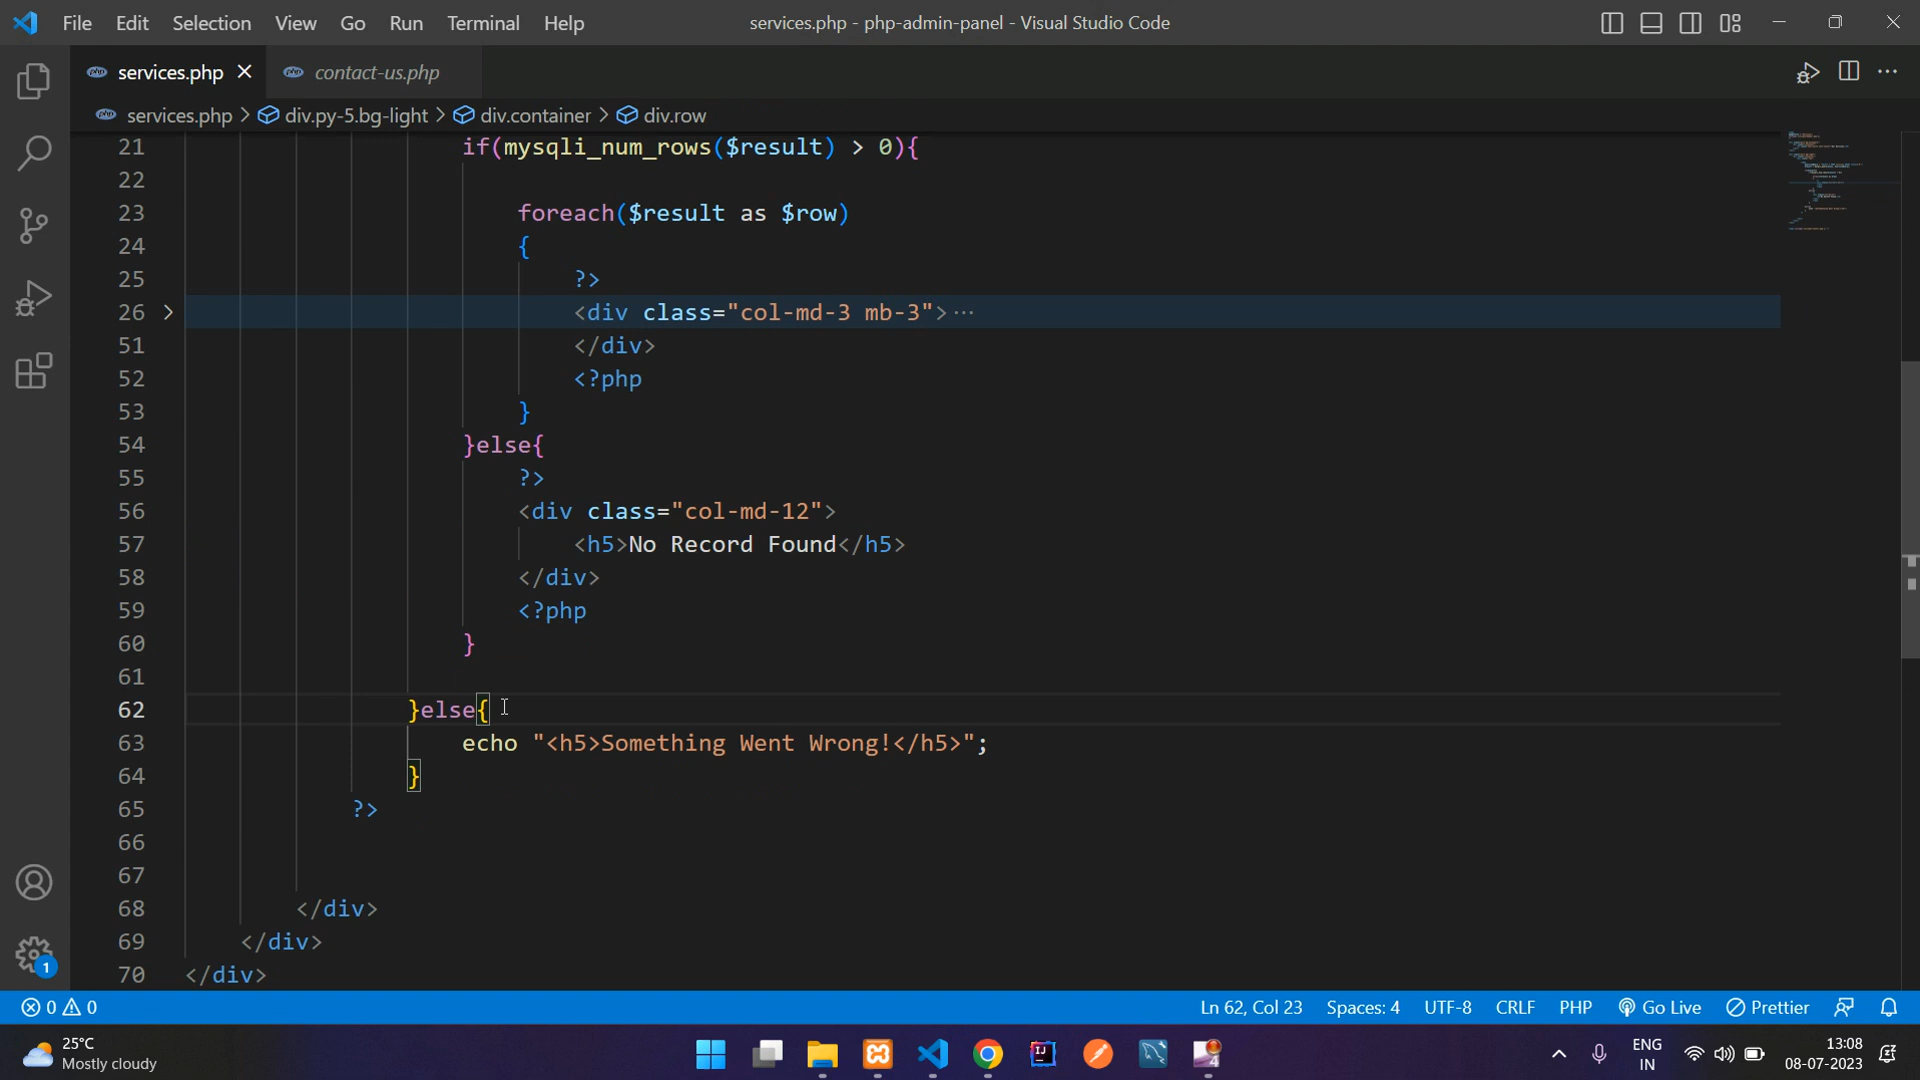 File Edit Selection View Go Run Terminal Help services.php - php-admin-panel - Visual Studio Code
services.php contact-us.php
services.php > div.py-5.bg-light > div.container > div.row
21 if(mysqli_num_rows($result) > 0){
22
23 foreach($result as $row)
24 {
25 ?>
26 <div class="col-md-3 mb-3">…
51 </div>
52 <?php
53 }
54 }else{
55 ?>
56 <div class="col-md-12">
57 <h5>No Record Found</h5>
58 </div>
59 <?php
60 }
61
62 }else{
63 echo "<h5>Something Went Wrong!</h5>";
64 }
65 ?>
66
67
68 </div>
69 </div>
70 </div>
1
0 0 Ln 62, Col 23 Spaces: 4 UTF-8 CRLF PHP Go Live Prettier
25°C
Mostly cloudy
ENG
IN
13:08
08-07-2023